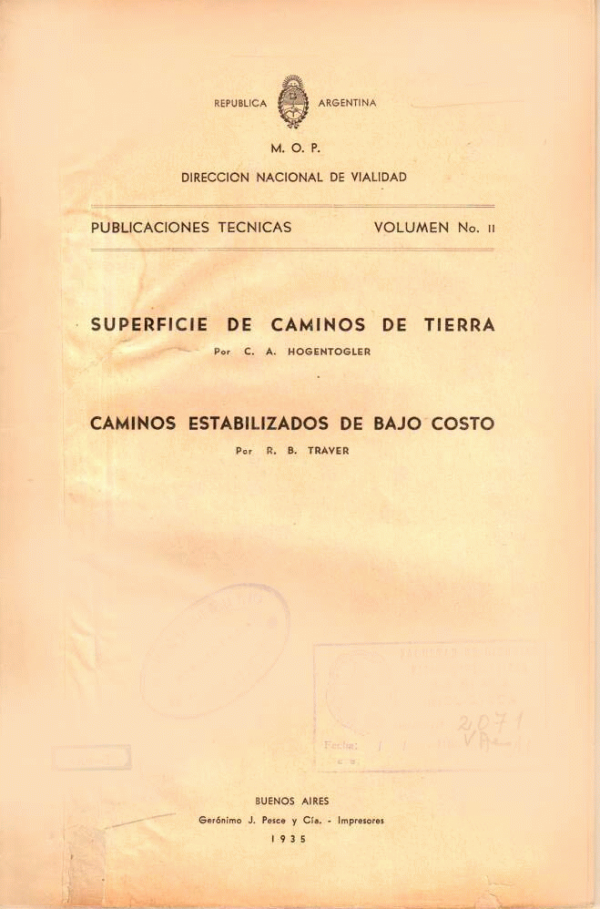 REPUBLICA ARGENTINA
M. O. P.
DIRECCION NACIONAL DE VIALIDAD
PUBLICACIONES TECNICAS VOLUMEN No. II
SUPERFICIE DE CAMINOS DE TIERRA
Por C. A. HOGENTOGLER
CAMINOS ESTABILIZADOS DE BAJO COSTO
Por R. B. TRAVER
2071
Fecha:
BUENOS AIRES
Gerónimo J. Pesce y Cía. - Impresores
1935